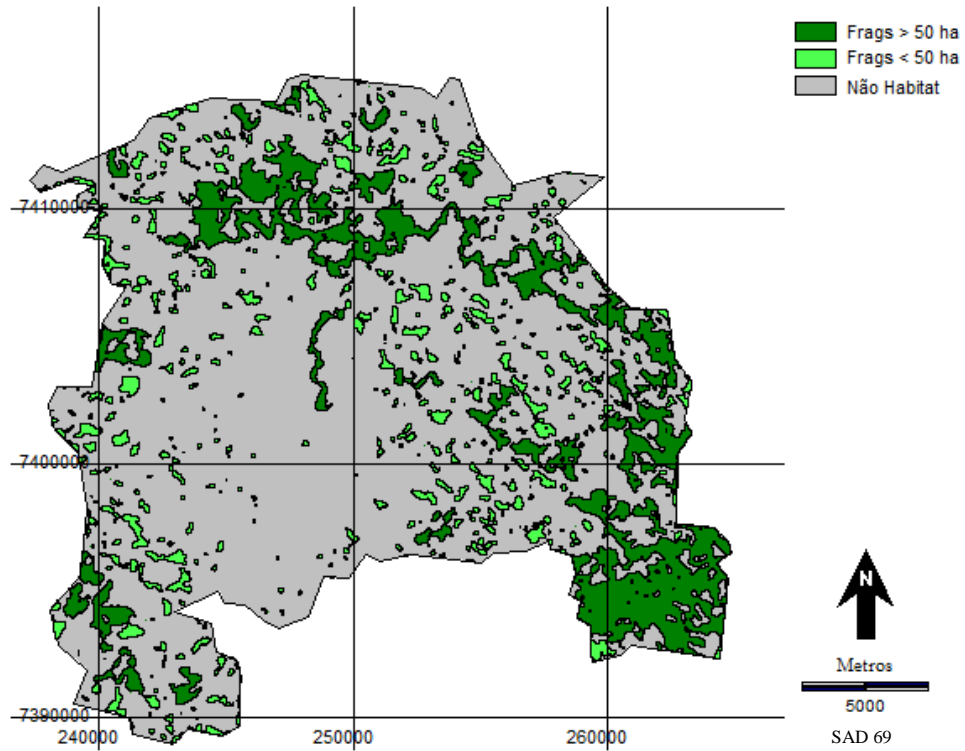 Frags > 50 ha
Frags < 50 ha
Não Habitat
7410000
7400000
7390000
240000
250000
260000
N
Metros
5000
SAD 69